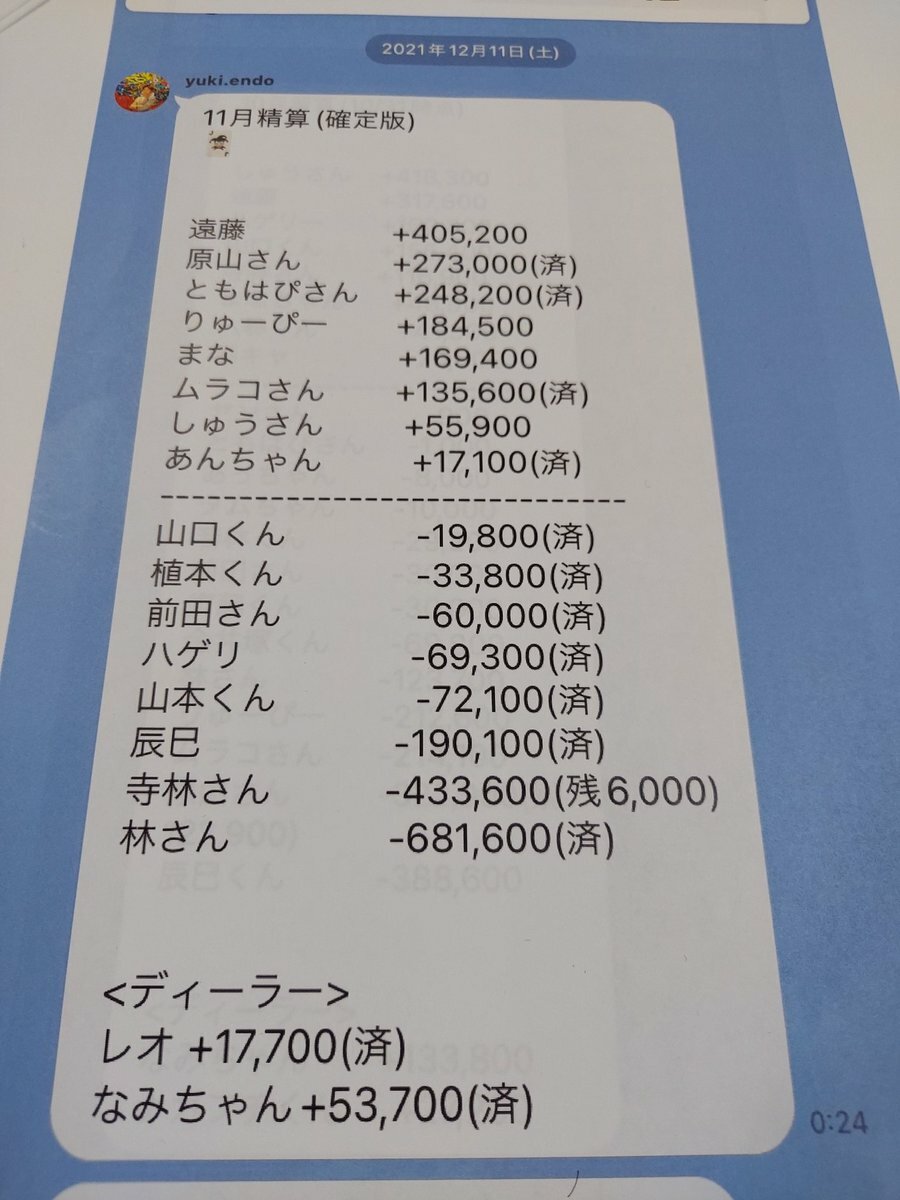 2021年12月11日(土)
yuki.endo
11月精算(確定版)
遠藤 +405,200
原山さん +273,000(済)
ともはぴさん +248,200(済)
りゅーぴー +184,500
まな +169,400
ムラコさん +135,600(済)
しゅうさん +55,900
あんちゃん +17,100(済)
--------------------------------
山口くん -19,800(済)
植本くん -33,800(済)
前田さん -60,000(済)
ハゲリ -69,300(済)
山本くん -72,100(済)
辰巳 -190,100(済)
寺林さん -433,600(残6,000)
林さん -681,600(済)
<ディーラー>
レオ +17,700(済)
なみちゃん +53,700(済)
0:24